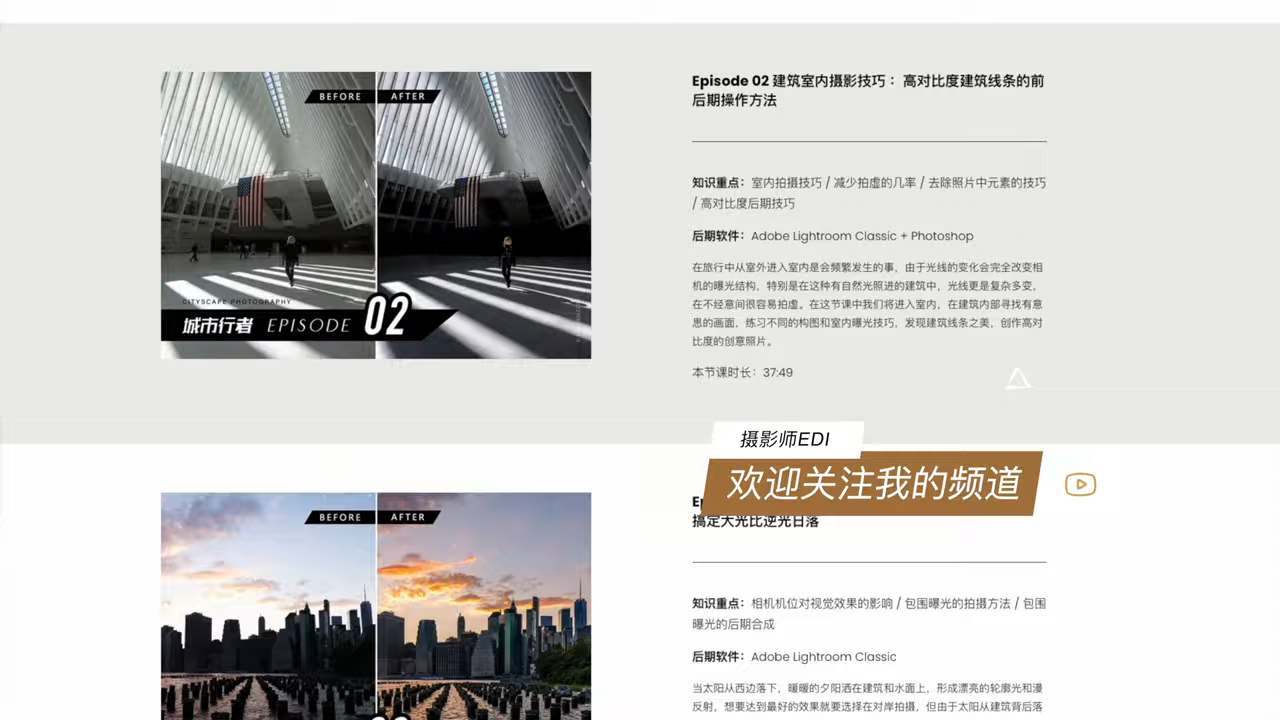 BEFORE AFTER
CITYSCAPE PHOTOGRAPHY
城市行者 EPISODE 02
Episode 02 建筑室内摄影技巧： 高对比度建筑线条的前
后期操作方法
知识重点：室内拍摄技巧 / 减少拍虚的几率 / 去除照片中元素的技巧
/ 高对比度后期技巧
后期软件：Adobe Lightroom Classic + Photoshop
在旅行中从室外进入室内是会频繁发生的事，由于光线的变化会完全改变相
机的曝光结构，特别是在这种有自然光照进的建筑中，光线更是复杂多变，
在不经意间很容易拍虚。在这节课中我们将进入室内，在建筑内部寻找有意
思的画面，练习不同的构图和室内曝光技巧，发现建筑线条之美，创作高对
比度的创意照片。
本节课时长：37:49
摄影师EDI
欢迎关注我的频道
BEFORE AFTER
搞定大光比逆光日落
知识重点：相机机位对视觉效果的影响 / 包围曝光的拍摄方法 / 包围
曝光的后期合成
后期软件：Adobe Lightroom Classic
当太阳从西边落下，暖暖的夕阳洒在建筑和水面上，形成漂亮的轮廓光和漫
反射，想要达到最好的效果就要选择在对岸拍摄，但由于太阳从建筑背后落